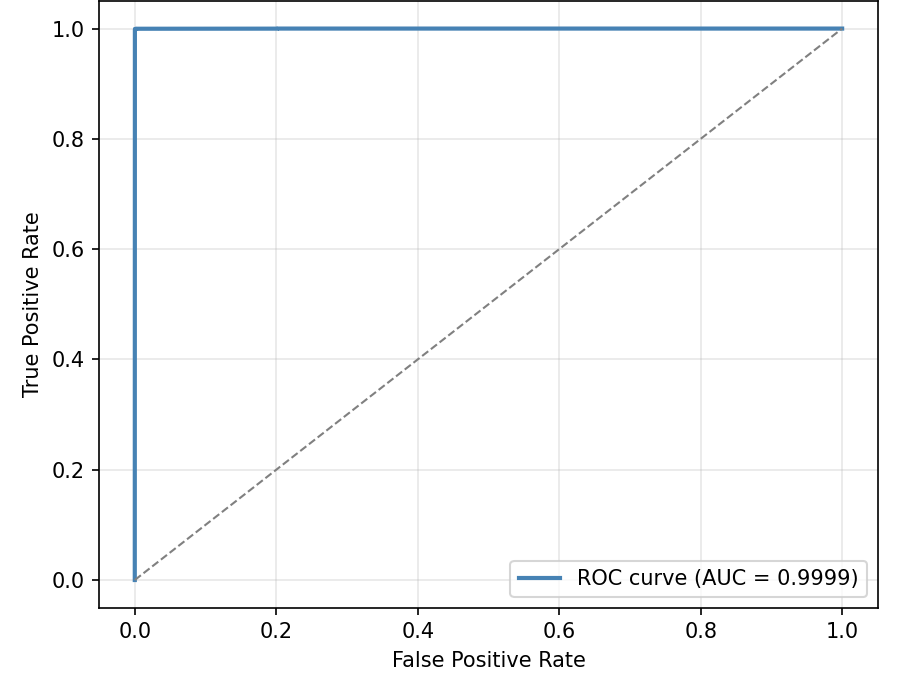 1.0
0.8
0.6
0.4
0.2
0.0
True Positive Rate
ROC curve (AUC = 0.9999)
0.0 0.2 0.4 0.6 0.8 1.0
False Positive Rate